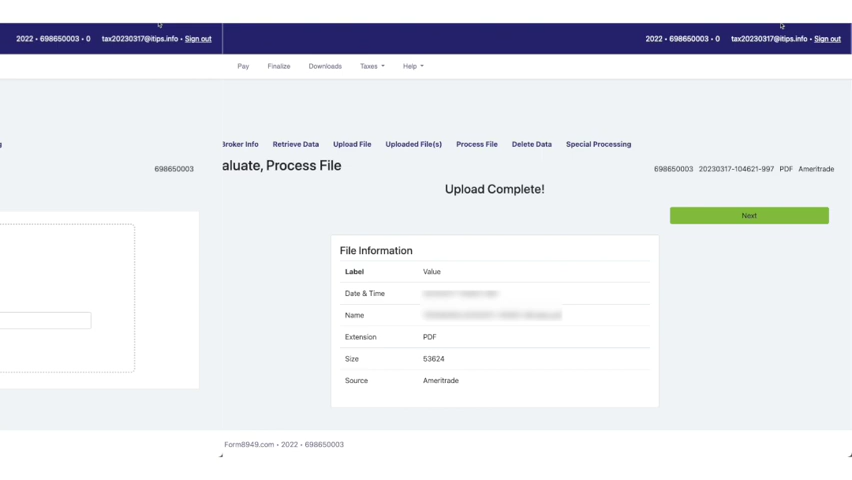 2022 • 698650003 • 0 tax20230317@itips.info • Sign out
2022 • 698650003 • 0 tax20230317@itips.info • Sign out
Pay Finalize Downloads Taxes Help
g
Broker Info Retrieve Data Upload File Uploaded File(s) Process File Delete Data Special Processing
698650003
aluate, Process File
698650003 20230317-104621-997 PDF Ameritrade
Upload Complete!
Next
File Information
Label Value
Date & Time
Name
Extension PDF
Size 53624
Source Ameritrade
Form8949.com • 2022 • 698650003